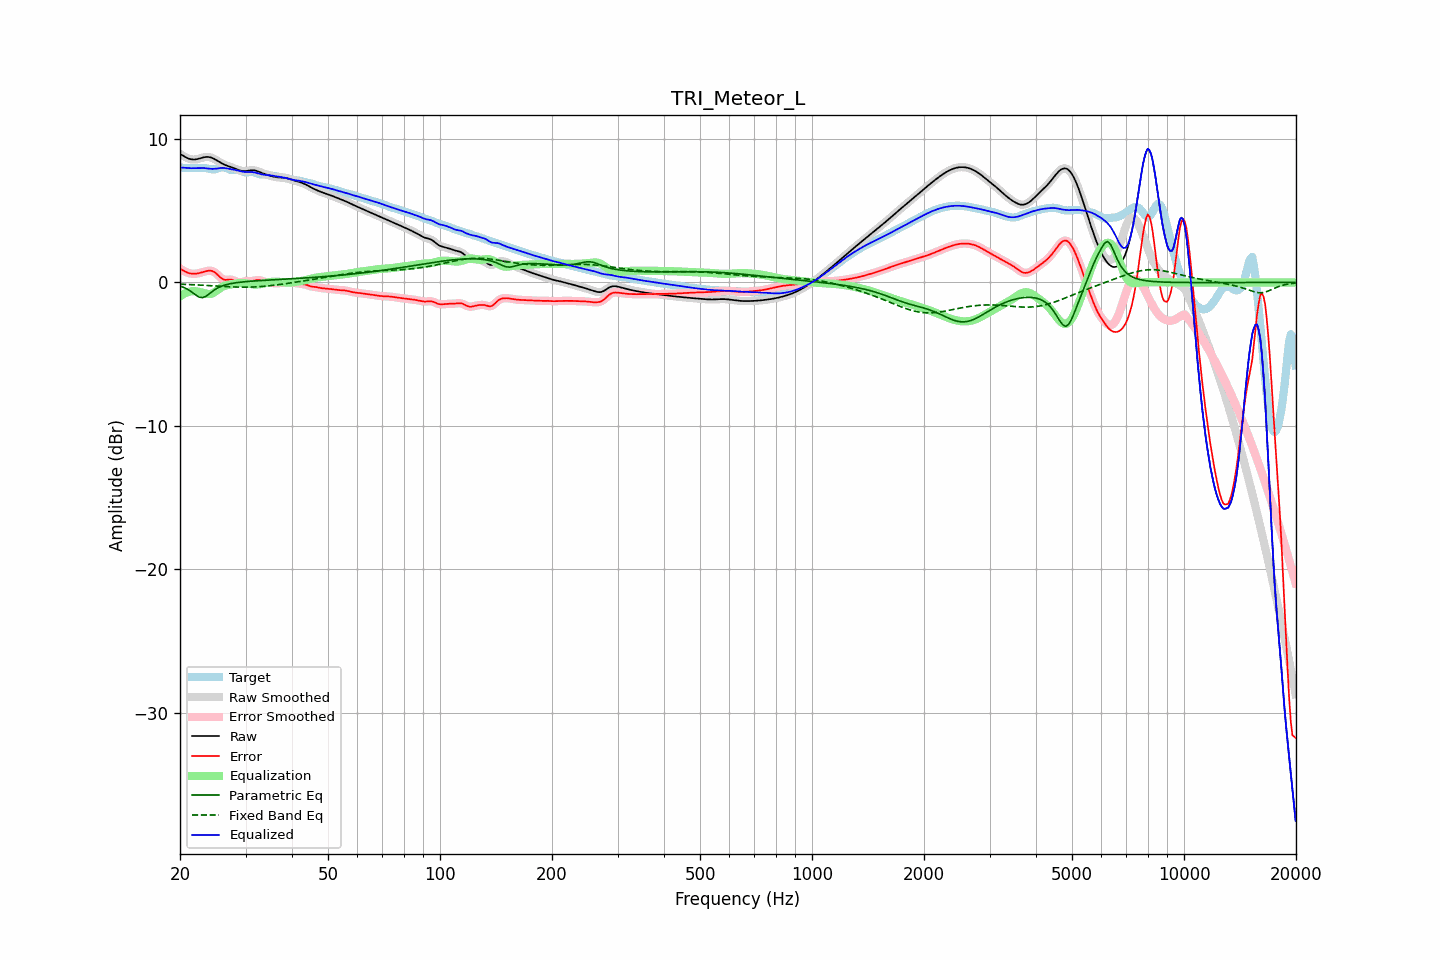 TRI_Meteor_L
10
0
−10
−20
−30
Amplitude (dBr)
Target
Raw Smoothed
Error Smoothed
Raw
Error
Equalization
Parametric Eq
Fixed Band Eq
Equalized
20 50 100 200 500 1000 2000 5000 10000 20000
Frequency (Hz)